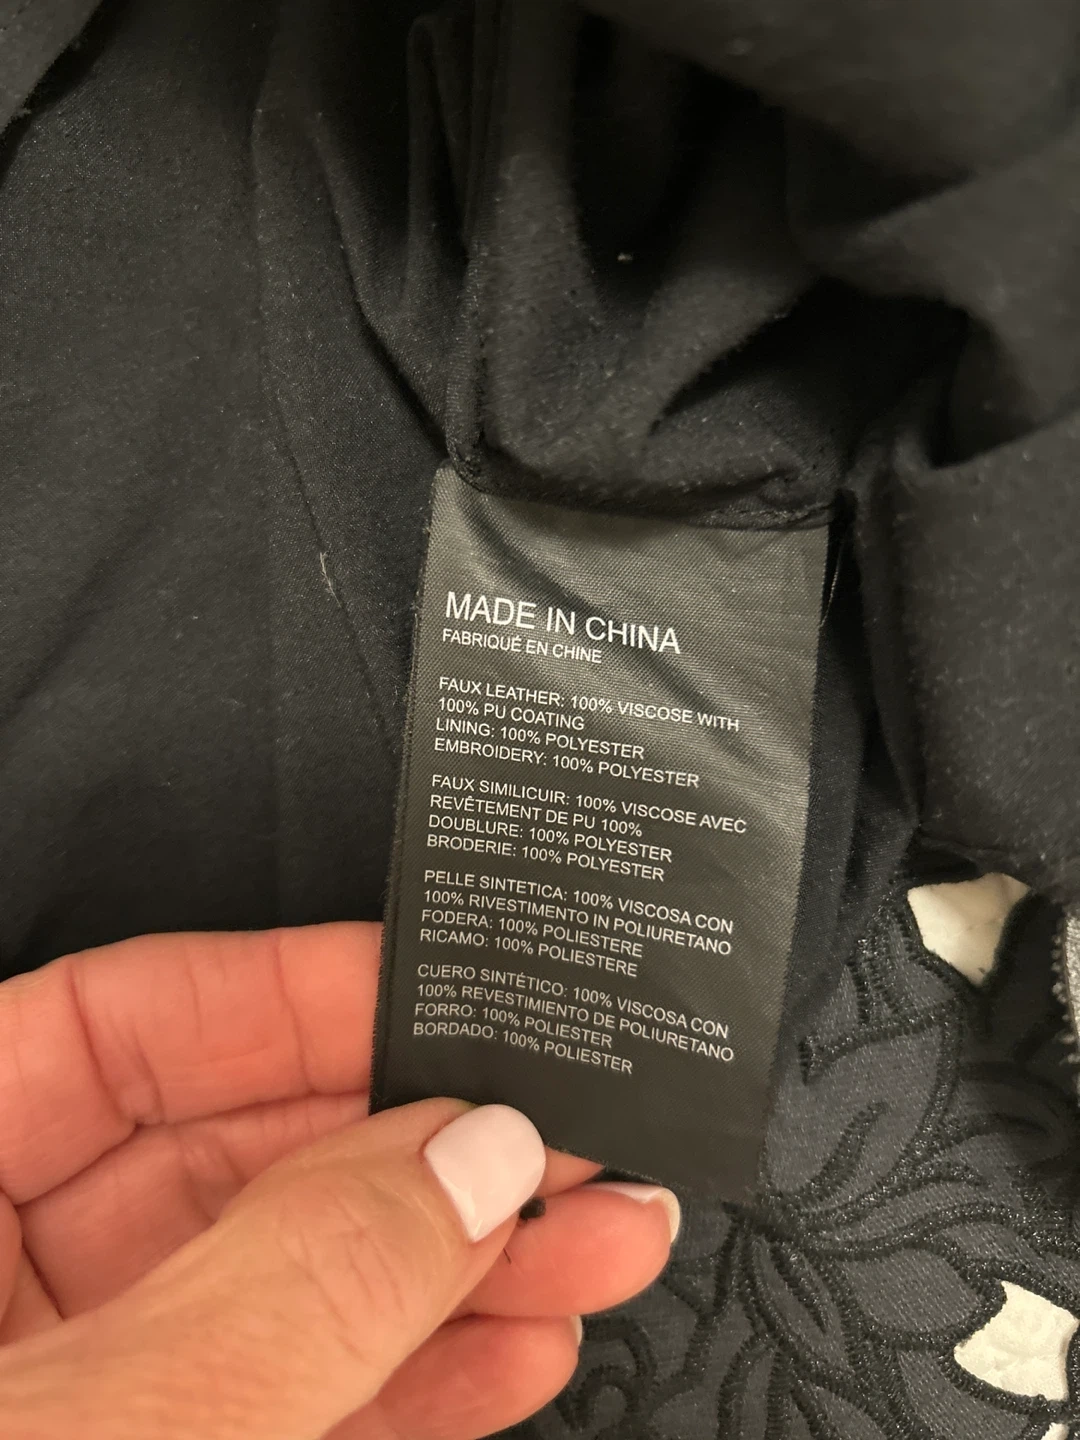 MADE IN CHINA
FABRIQUÉ EN CHINE
FAUX LEATHER: 100% VISCOSE WITH
100% PU COATING
LINING: 100% POLYESTER
EMBROIDERY: 100% POLYESTER
FAUX SIMILICUIR: 100% VISCOSE AVEC
REVÊTEMENT DE PU 100%
DOUBLURE: 100% POLYESTER
BRODERIE: 100% POLYESTER
PELLE SINTETICA: 100% VISCOSA CON
100% RIVESTIMENTO IN POLIURETANO
FODERA: 100% POLIESTERE
RICAMO: 100% POLIESTERE
CUERO SINTÉTICO: 100% VISCOSA CON
100% REVESTIMIENTO DE POLIURETANO
FORRO: 100% POLIESTER
BORDADO: 100% POLIESTER